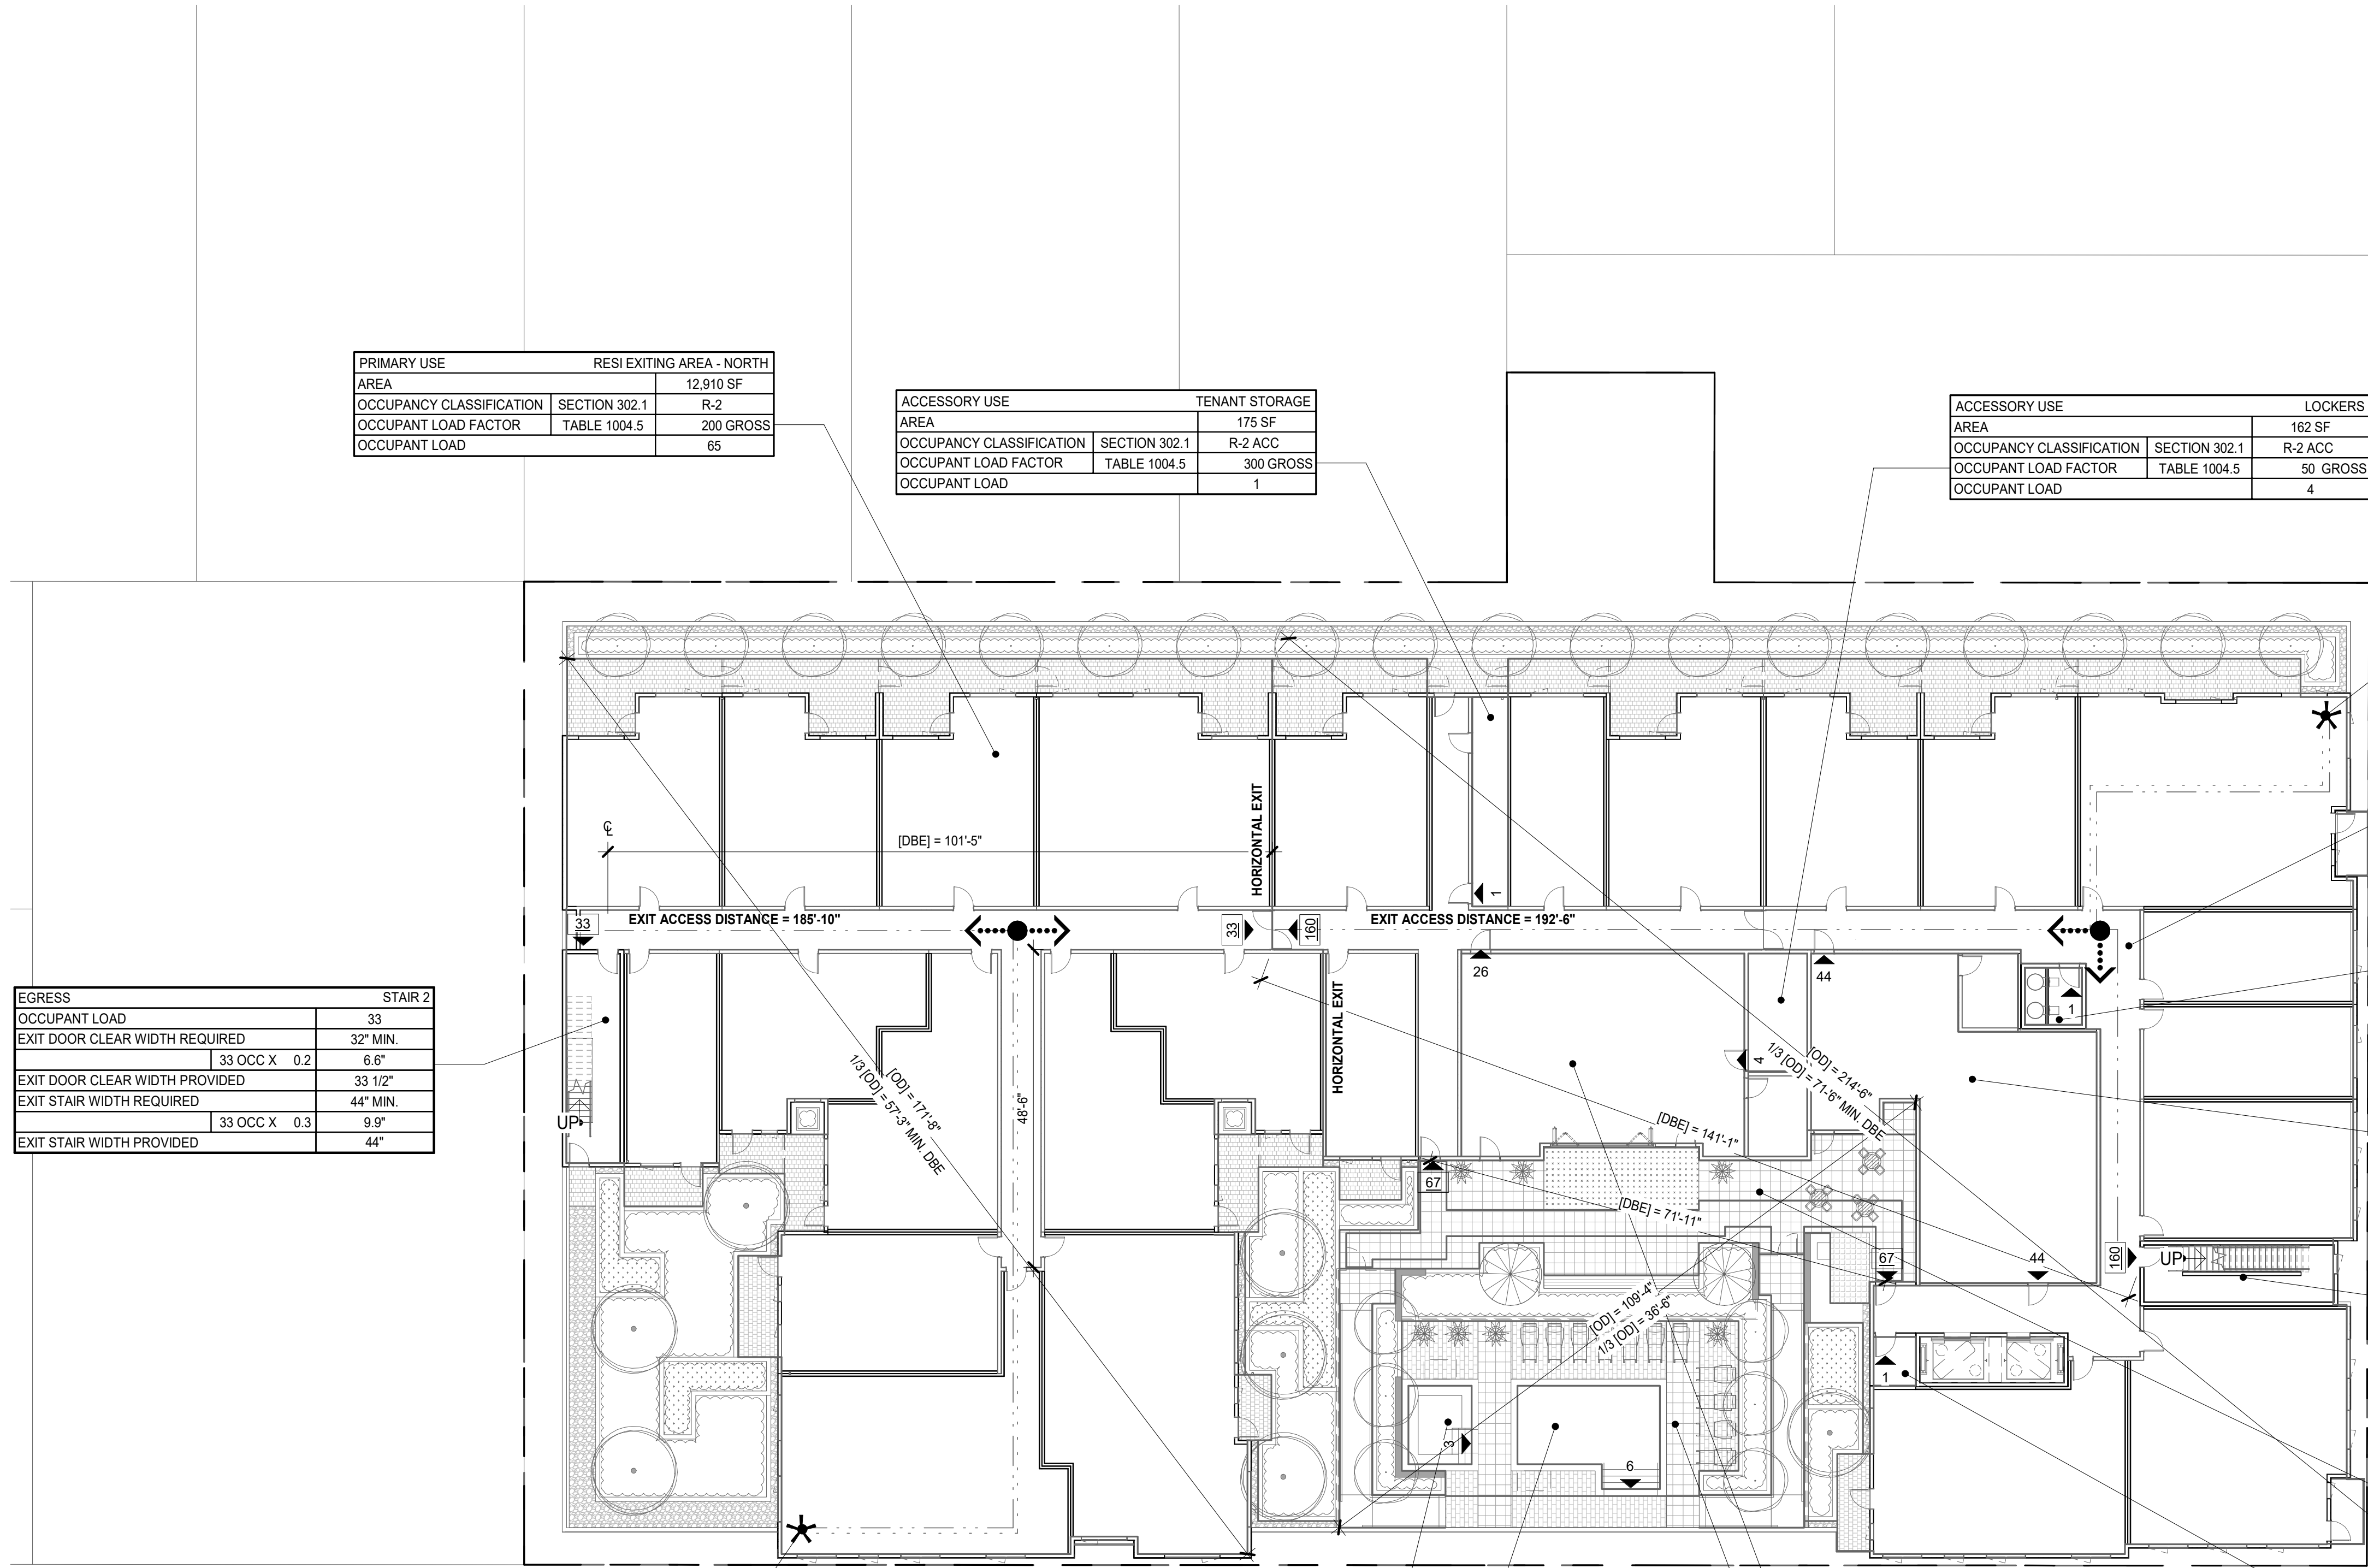 PRIMARY USE RESI EXITING AREA - NORTH
AREA 12,910 SF
OCCUPANCY CLASSIFICATION SECTION 302.1 R-2
OCCUPANT LOAD FACTOR TABLE 1004.5 200 GROSS
OCCUPANT LOAD 65
ACCESSORY USE TENANT STORAGE
AREA 175 SF
OCCUPANCY CLASSIFICATION SECTION 302.1 R-2 ACC
OCCUPANT LOAD FACTOR TABLE 1004.5 300 GROSS
OCCUPANT LOAD 1
ACCESSORY USE LOCKERS
AREA 162 SF
OCCUPANCY CLASSIFICATION SECTION 302.1 R-2 ACC
OCCUPANT LOAD FACTOR TABLE 1004.5 50 GROSS
OCCUPANT LOAD 4
[DBE] = 101'-5"
HORIZONTAL EXIT
1
33
EXIT ACCESS DISTANCE = 185'-10"
33
160
EXIT ACCESS DISTANCE = 192'-6"
26
44
EGRESS STAIR 2
OCCUPANT LOAD 33
EXIT DOOR CLEAR WIDTH REQUIRED 32" MIN.
33 OCC X 0.2 6.6"
EXIT DOOR CLEAR WIDTH PROVIDED 33 1/2"
EXIT STAIR WIDTH REQUIRED 44" MIN.
33 OCC X 0.3 9.9"
EXIT STAIR WIDTH PROVIDED 44"
UP
[OD] = 171'-8"
1/3 [OD] = 57'-3" MIN. DBE
48'-6"
HORIZONTAL EXIT
1
4
[OD] = 214'-6"
1/3 [OD] = 71'-6" MIN. DBE
[DBE] = 141'-1"
67
[DBE] = 71'-11"
67
44
160
UP
[OD] = 109'-4"
1/3 [OD] = 36'-6"
1
3
6